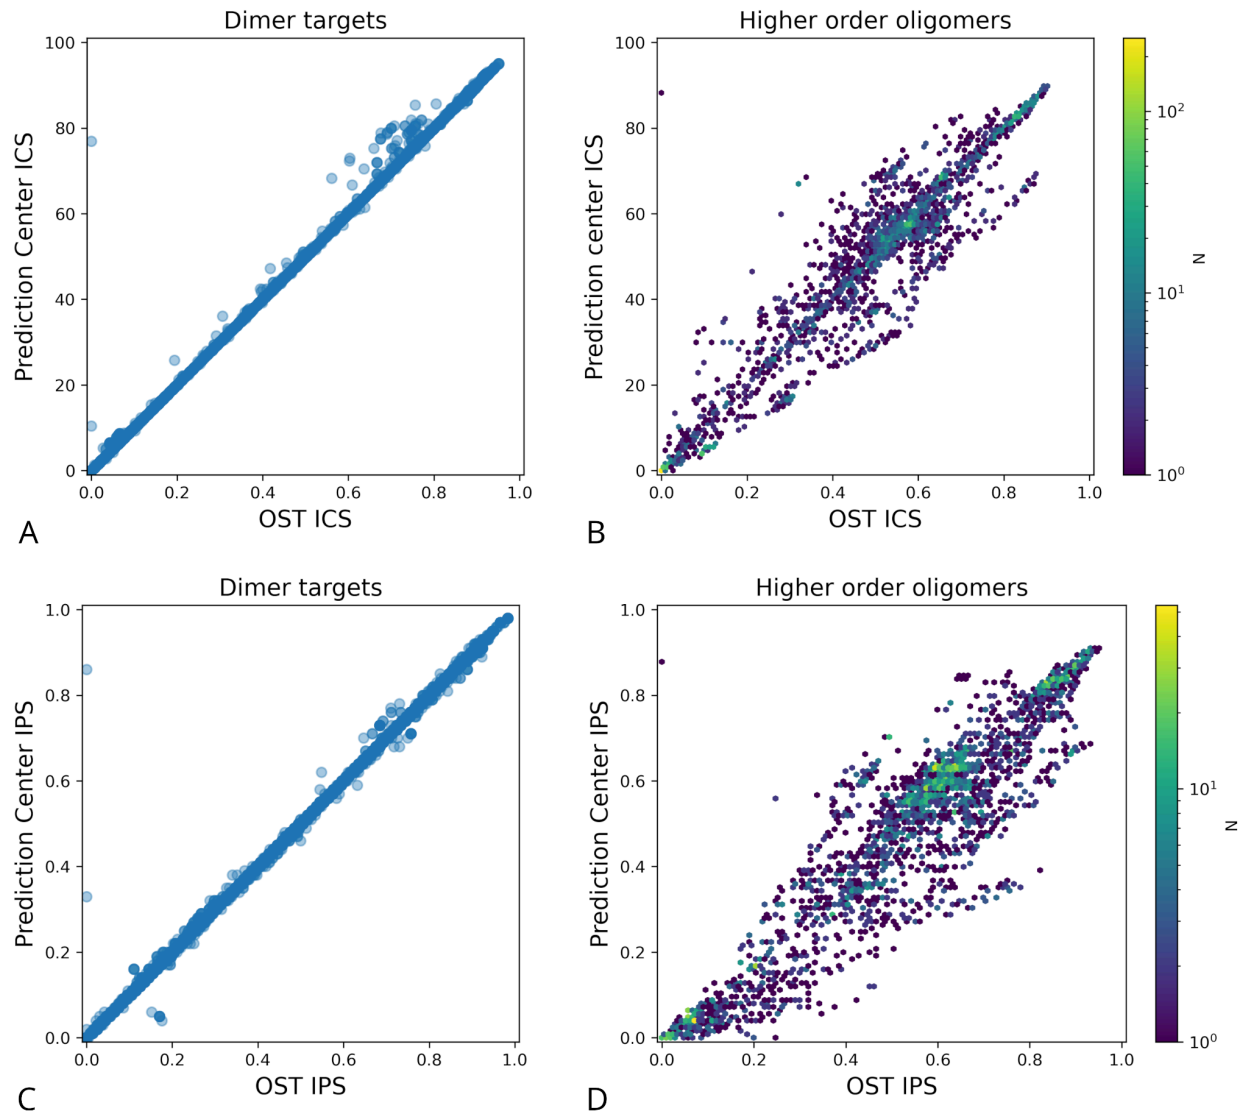 Dimer targets
Higher order oligomers
100
80
60
40
20
0
Prediction Center ICS
0.0 0.2 0.4 0.6 0.8 1.0
OST ICS
A
100
80
60
40
20
0
Prediction center ICS
0.0 0.2 0.4 0.6 0.8 1.0
OST ICS
B
10²
10¹
10⁰
N
Dimer targets
Higher order oligomers
1.0
0.8
0.6
0.4
0.2
0.0
Prediction Center IPS
0.0 0.2 0.4 0.6 0.8 1.0
OST IPS
C
1.0
0.8
0.6
0.4
0.2
0.0
Prediction Center IPS
0.0 0.2 0.4 0.6 0.8 1.0
OST IPS
D
10¹
10⁰
N